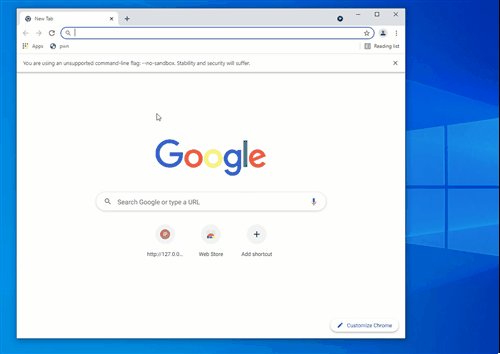 New Tab
Apps
pwn
Reading list
You are using an unsupported command-line flag: --no-sandbox. Stability and security will suffer.
Google
Search Google or type a URL
http://127.0.0...
Web Store
Add shortcut
Customize Chrome